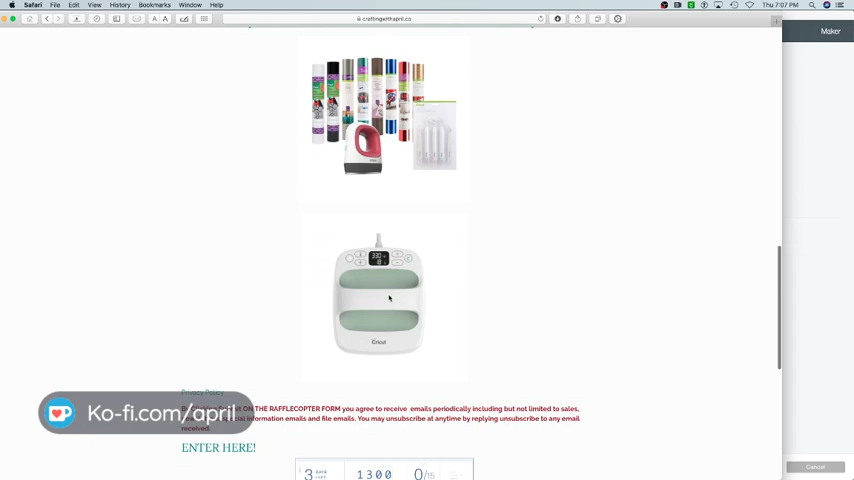 Safari File Edit View History Bookmarks Window Help
Thu 7:07 PM
A A
craftingwithapril.co
Maker
330
Cricut
Privacy Policy
ON THE RAFFLECOPTER FORM you agree to receive emails periodically including but not limited to sales,
information emails and file emails. You may unsubscribe at anytime by replying unsubscribe to any email
received.
Ko-fi.com/april
ENTER HERE!
3 DAYS LEFT 1300 0/15
Cancel